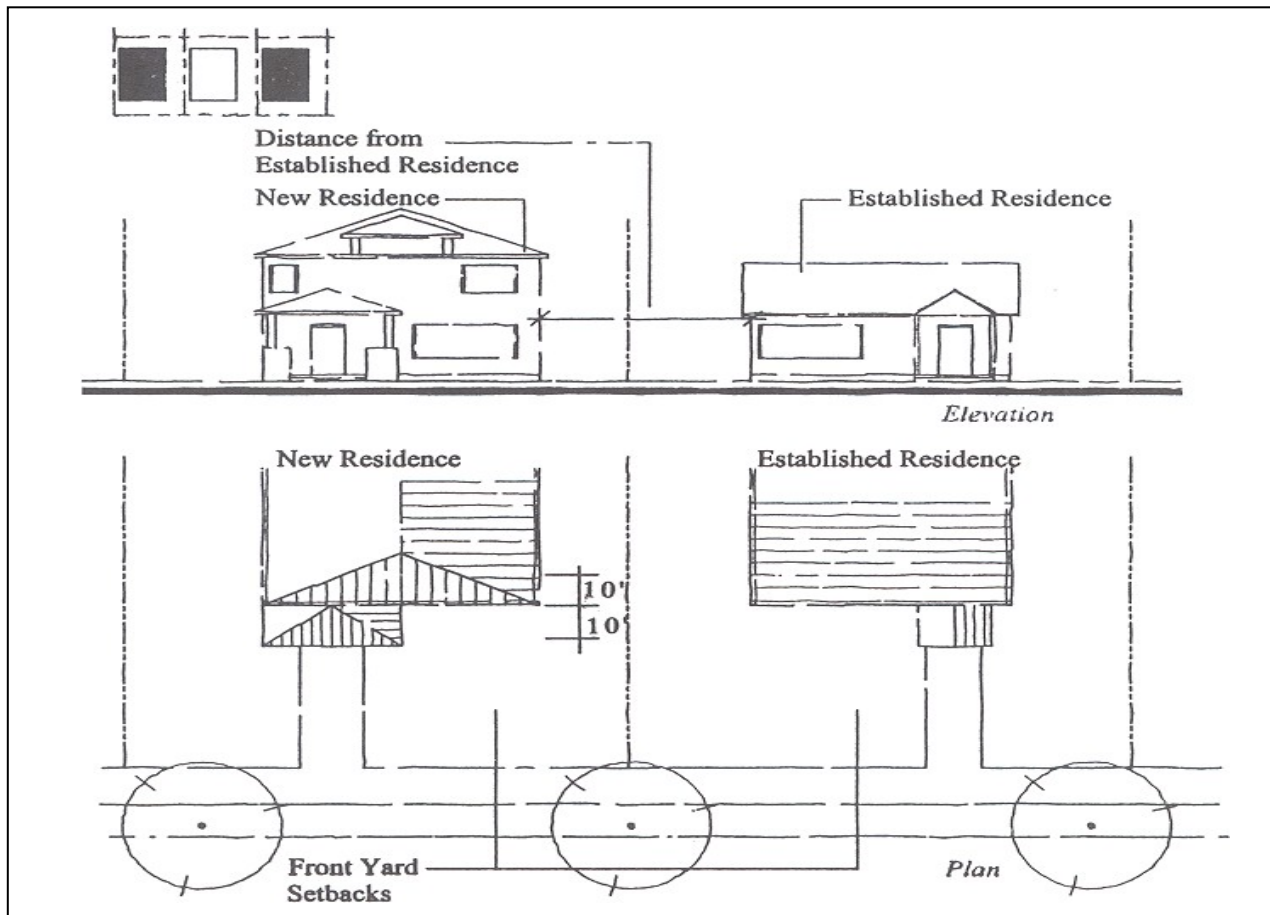 Distance from
Established Residence
New Residence
Established Residence
Elevation
New Residence
Established Residence
10'
10'
Front Yard
Setbacks
Plan